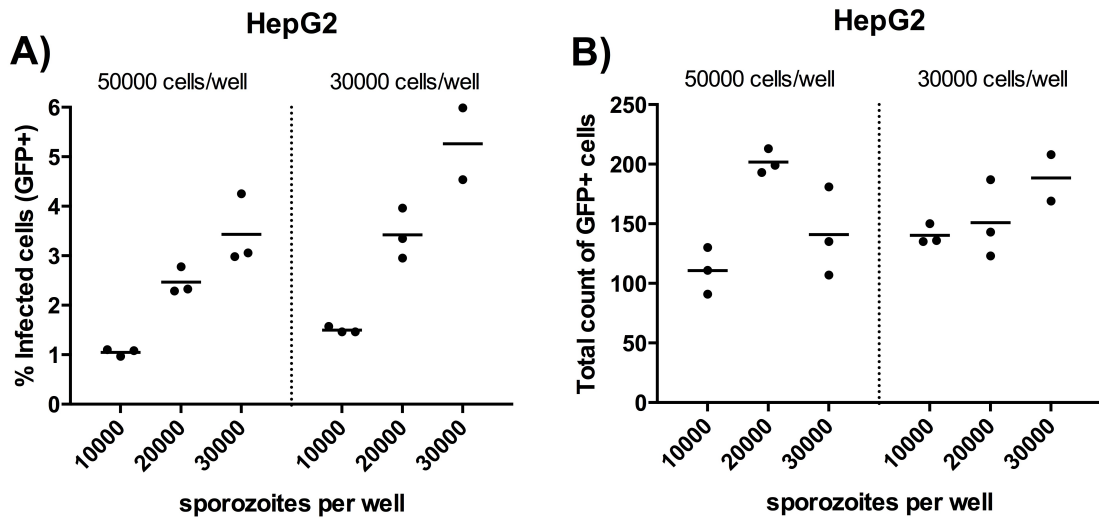 A)
HepG2
50000 cells/well
30000 cells/well
% Infected cells (GFP+)
6
5
4
3
2
1
0
10000
20000
30000
10000
20000
30000
sporozoites per well
B)
HepG2
50000 cells/well
30000 cells/well
Total count of GFP+ cells
250
200
150
100
50
0
10000
20000
30000
10000
20000
30000
sporozoites per well